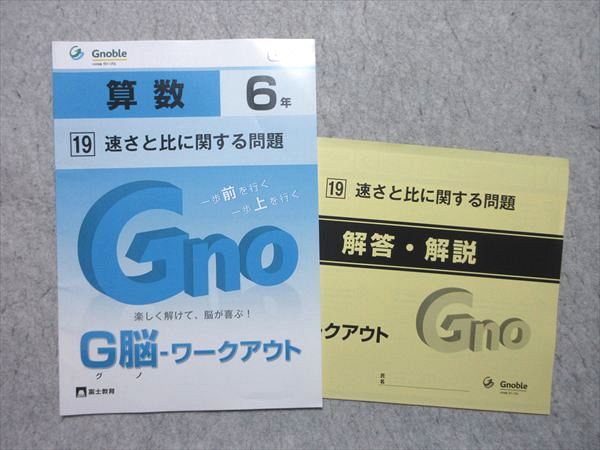 Gnoble
算数
6年
19 速さと比に関する問題
一歩前を行く
一歩上を行く
Gno
楽しく解けて、脳が喜ぶ!
G脳-ワークアウト
グ ノ
富士教育
19 速さと比に関する問題
解答・解説
Gno
ークアウト
氏名
Gnoble